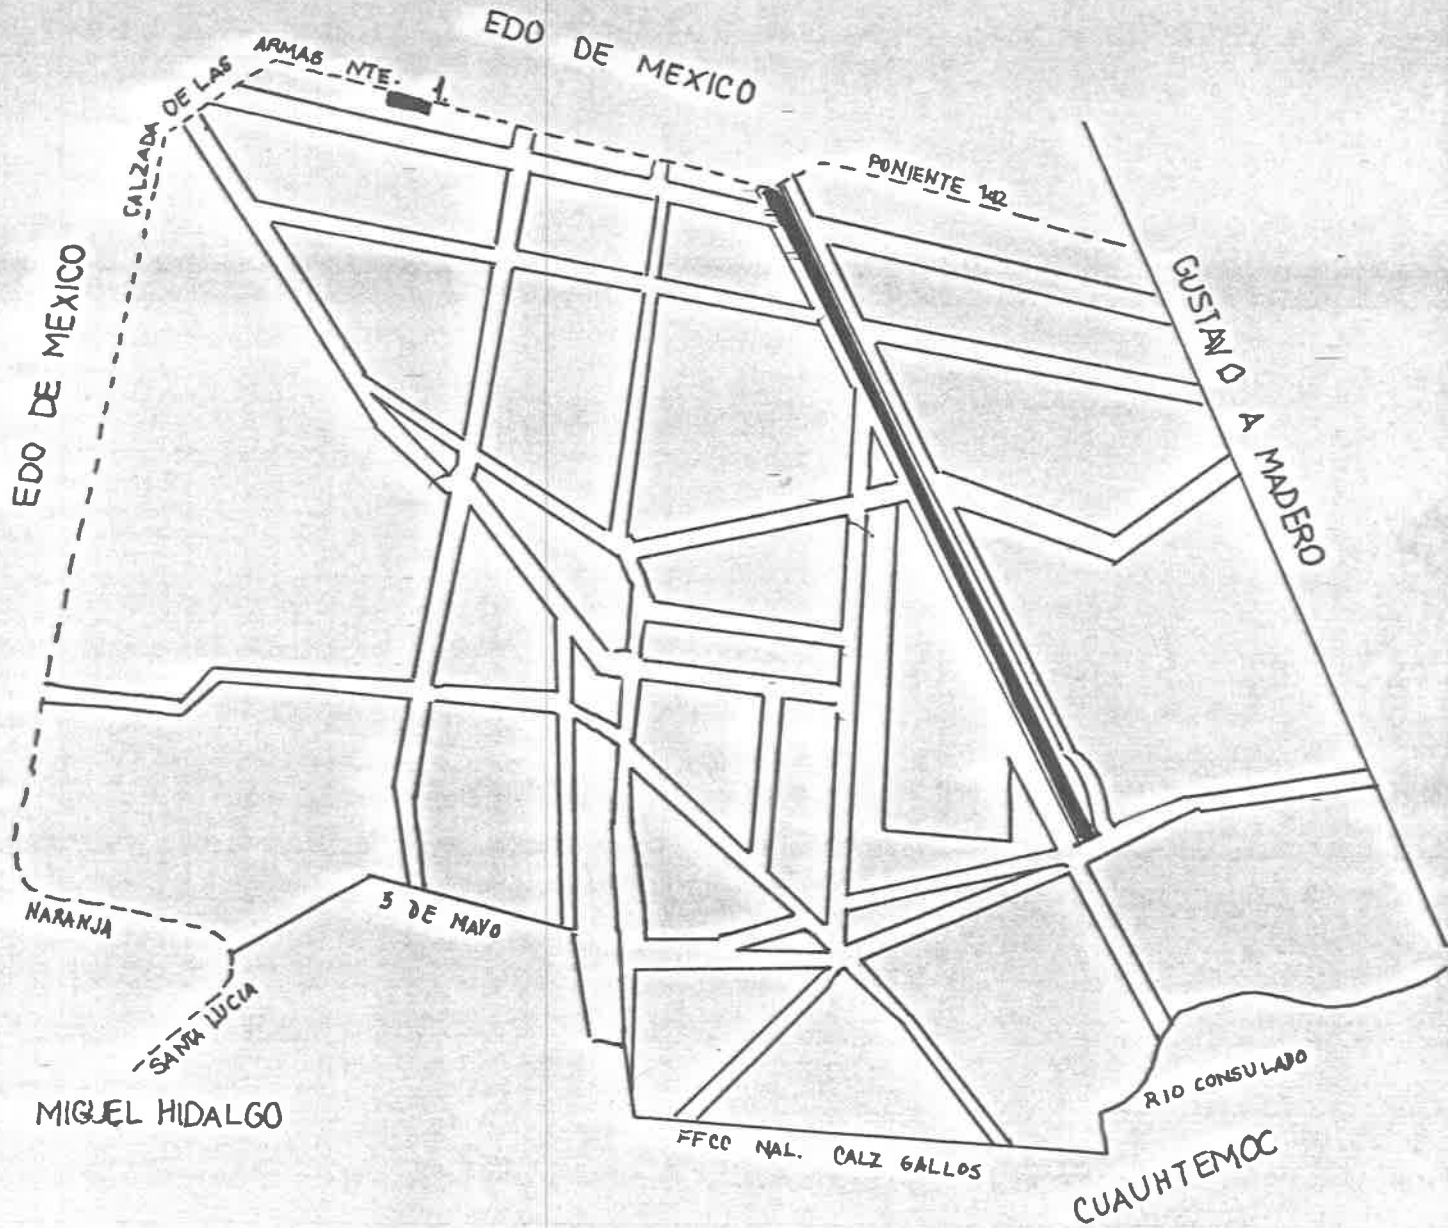 EDO DE MEXICO
ARMAS NTE. 1.
CALZADA DE LAS
PONIENTE 140
EDO DE MEXICO
GUSTAVO A MADERO
5 DE MAYO
NARANJA
SANTA LUCIA
MIGUEL HIDALGO
RIO CONSULADO
FFCC NAL. CALZ GALLOS
CUAUHTEMOC